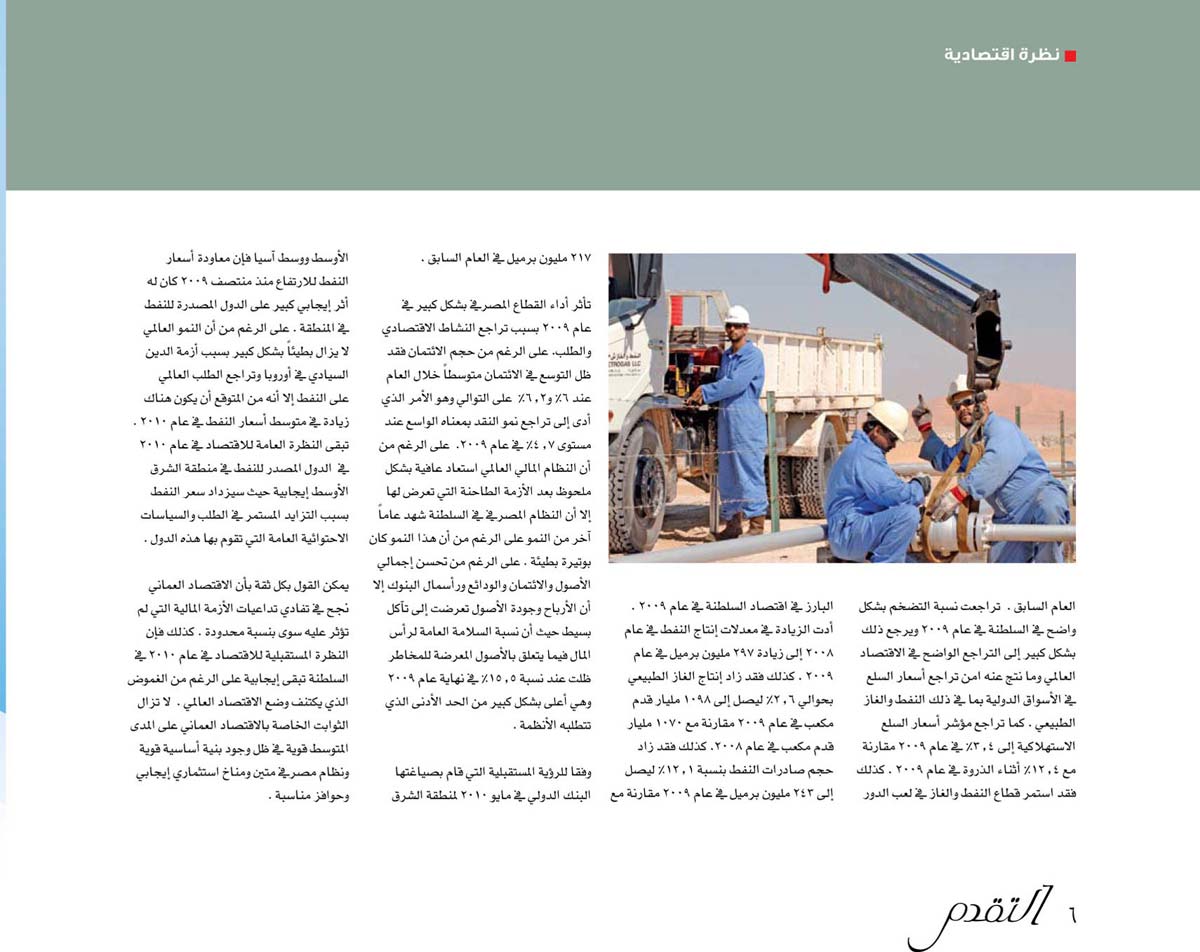 نظرة اقتصادية
النفط والغاز ش
TROGAS LLC
العام السابق . تراجعت نسبة التضخم بشكل
واضح في السلطنة في عام ٢٠٠٩ ويرجع ذلك
بشكل كبير إلى التراجع الواضح في الاقتصاد
العالمي وما نتج عنه امن تراجع أسعار السلع
في الأسواق الدولية بما في ذلك النفط والغاز
الطبيعي . كما تراجع مؤشر أسعار السلع
الاستهلاكية إلى ٣,٤٪ في عام ٢٠٠٩ مقارنة
مع ١٢,٤٪ أثناء الذروة في عام ٢٠٠٩ . كذلك
فقد استمر قطاع النفط والغاز في لعب الدور
البارز في اقتصاد السلطنة في عام ٢٠٠٩ .
أدت الزيادة في معدلات إنتاج النفط في عام
٢٠٠٨ إلى زيادة ٢٩٧ مليون برميل في عام
٢٠٠٩ . كذلك فقد زاد إنتاج الغاز الطبيعي
بحوالي ٢,٦٪ ليصل إلى ١٠٩٨ مليار قدم
مكعب في عام ٢٠٠٩ مقارنة مع ١٠٧٠ مليار
قدم مكعب في عام ٢٠٠٨. كذلك فقد زاد
حجم صادرات النفط بنسبة ١٢,١٪ ليصل
إلى ٢٤٣ مليون برميل في عام ٢٠٠٩ مقارنة مع
٢١٧ مليون برميل في العام السابق .
تأثر أداء القطاع المصرفي بشكل كبير في
عام ٢٠٠٩ بسبب تراجع النشاط الاقتصادي
والطلب. على الرغم من حجم الائتمان فقد
ظل التوسع في الائتمان متوسطاً خلال العام
عند ٦٪ و٦,٢٪ على التوالي وهو الأمر الذي
أدى إلى تراجع نمو النقد بمعناه الواسع عند
مستوى ٤,٧٪ في عام ٢٠٠٩. على الرغم من
أن النظام المالي العالمي استعاد عافية بشكل
ملحوظ بعد الأزمة الطاحنة التي تعرض لها
إلا أن النظام المصرفي في السلطنة شهد عاماً
آخر من النمو على الرغم من أن هذا النمو كان
بوتيرة بطيئة . على الرغم من تحسن إجمالي
الأصول والائتمان والودائع ورأسمال البنوك إلا
أن الأرباح وجودة الأصول تعرضت إلى تآكل
بسيط حيث أن نسبة السلامة العامة لرأس
المال فيما يتعلق بالأصول المعرضة للمخاطر
ظلت عند نسبة ١٥,٥٪ في نهاية عام ٢٠٠٩
وهي أعلى بشكل كبير من الحد الأدنى الذي
تتطلبه الأنظمة .
وفقا للرؤية المستقبلية التي قام بصياغتها
البنك الدولي في مايو ٢٠١٠ لمنطقة الشرق
الأوسط ووسط آسيا فإن معاودة أسعار
النفط للارتفاع منذ منتصف ٢٠٠٩ كان له
أثر إيجابي كبير على الدول المصدرة للنفط
في المنطقة . على الرغم من أن النمو العالمي
لا يزال بطيئاً بشكل كبير بسبب أزمة الدين
السيادي في أوروبا وتراجع الطلب العالمي
على النفط إلا أنه من المتوقع أن يكون هناك
زيادة في متوسط أسعار النفط في عام ٢٠١٠ .
تبقى النظرة العامة للاقتصاد في عام ٢٠١٠
في الدول المصدر للنفط في منطقة الشرق
الأوسط إيجابية حيث سيزداد سعر النفط
بسبب التزايد المستمر في الطلب والسياسات
الاحتوائية العامة التي تقوم بها هذه الدول .
يمكن القول بكل ثقة بأن الاقتصاد العماني
نجح في تفادي تداعيات الأزمة المالية التي لم
تؤثر عليه سوى بنسبة محدودة . كذلك فإن
النظرة المستقبلية للاقتصاد في عام ٢٠١٠ في
السلطنة تبقى إيجابية على الرغم من الغموض
الذي يكتنف وضع الاقتصاد العالمي . لا تزال
الثوابت الخاصة بالاقتصاد العماني على المدى
المتوسط قوية في ظل وجود بنية أساسية قوية
ونظام مصرفي متين ومناخ استثماري إيجابي
وحوافز مناسبة .
٦ التقدم